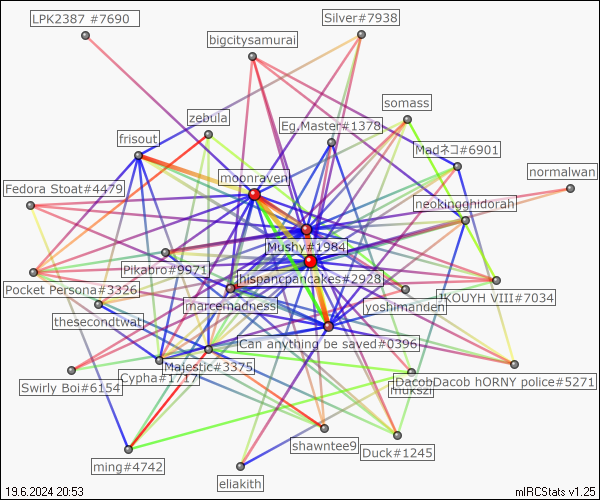 LPK2387 #7690
Silver#7938
bigcitysamurai
somass
zebula
Eg.Master#1378
frisout
Madネコ#6901
normalwan
moonraven
Fedora Stoat#4479
neokinghidorah
Mushy#1984
Pikabro#9971
hispancpancakes#2928
Pocket Persona#3326
JKOUYH VIII#7034
marcemadness
yoshimanden
thesecondtwat
Can anything be saved#0396
Majestic#3375
Cypha#1717
Swirly Boi#6154
DacobDacob hORNY police#5271
mukszi
shawntee9
Duck#1245
ming#4742
eliakith
19.6.2024 20:53
mIRCStats v1.25